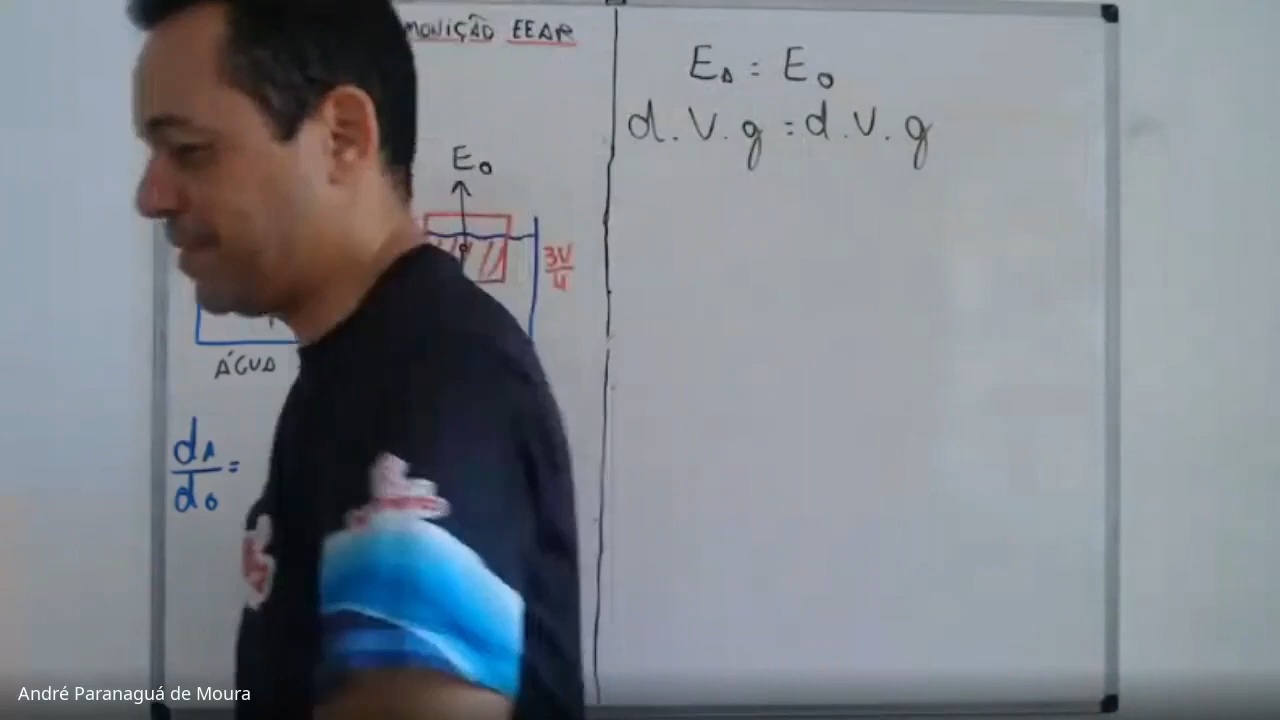 MONIÇÃO EEAR
E₀
3V/4
ÁGUA
dA/d₀ =
EA = E₀
d.V.g = d.V.g
André Paranaguá de Moura